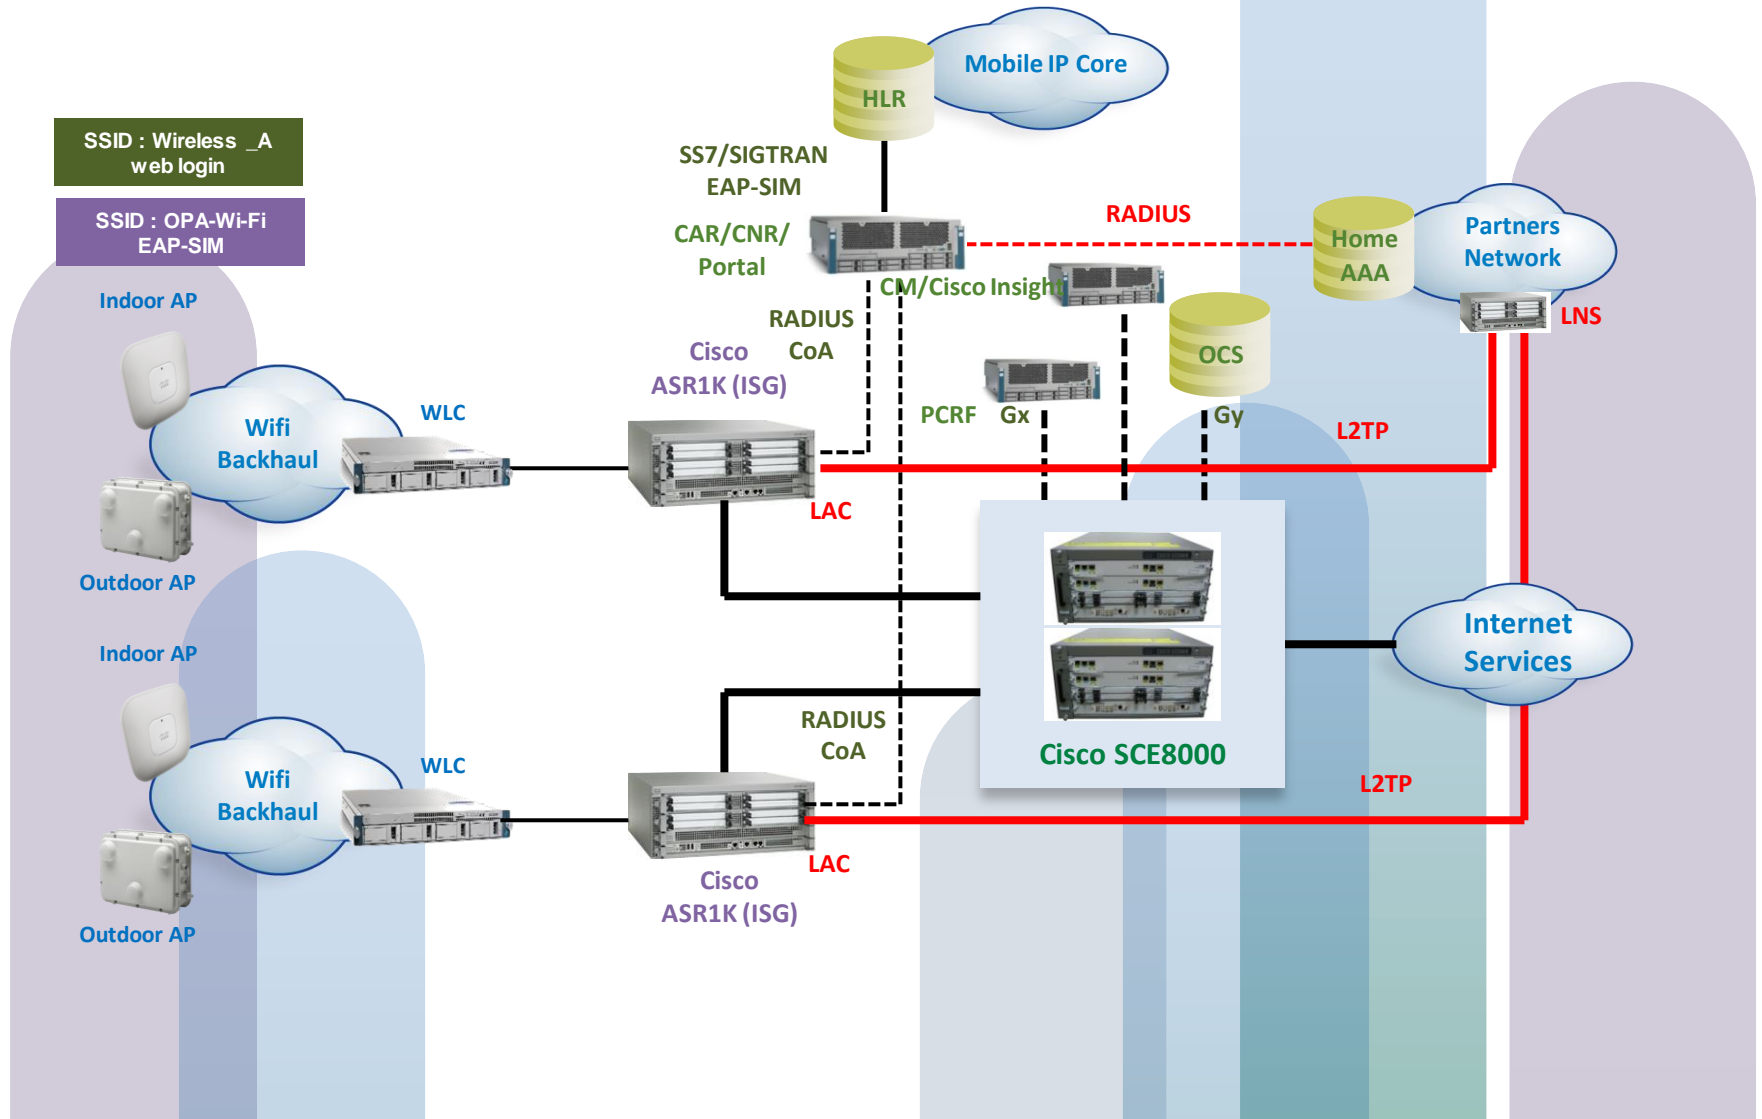 Mobile IP Core
HLR
SSID : Wireless _A
web login
SS7/SIGTRAN
EAP-SIM
SSID : OPA-Wi-Fi
EAP-SIM
CAR/CNR/
Portal
RADIUS
Home
AAA
Partners
Network
CM/Cisco Insight
LNS
Indoor AP
RADIUS
CoA
Cisco
ASR1K (ISG)
OCS
PCRF
Gx
Gy
WLC
Wifi
Backhaul
L2TP
LAC
Outdoor AP
Internet
Services
Indoor AP
RADIUS
CoA
Cisco SCE8000
WLC
Wifi
Backhaul
L2TP
LAC
Cisco
ASR1K (ISG)
Outdoor AP